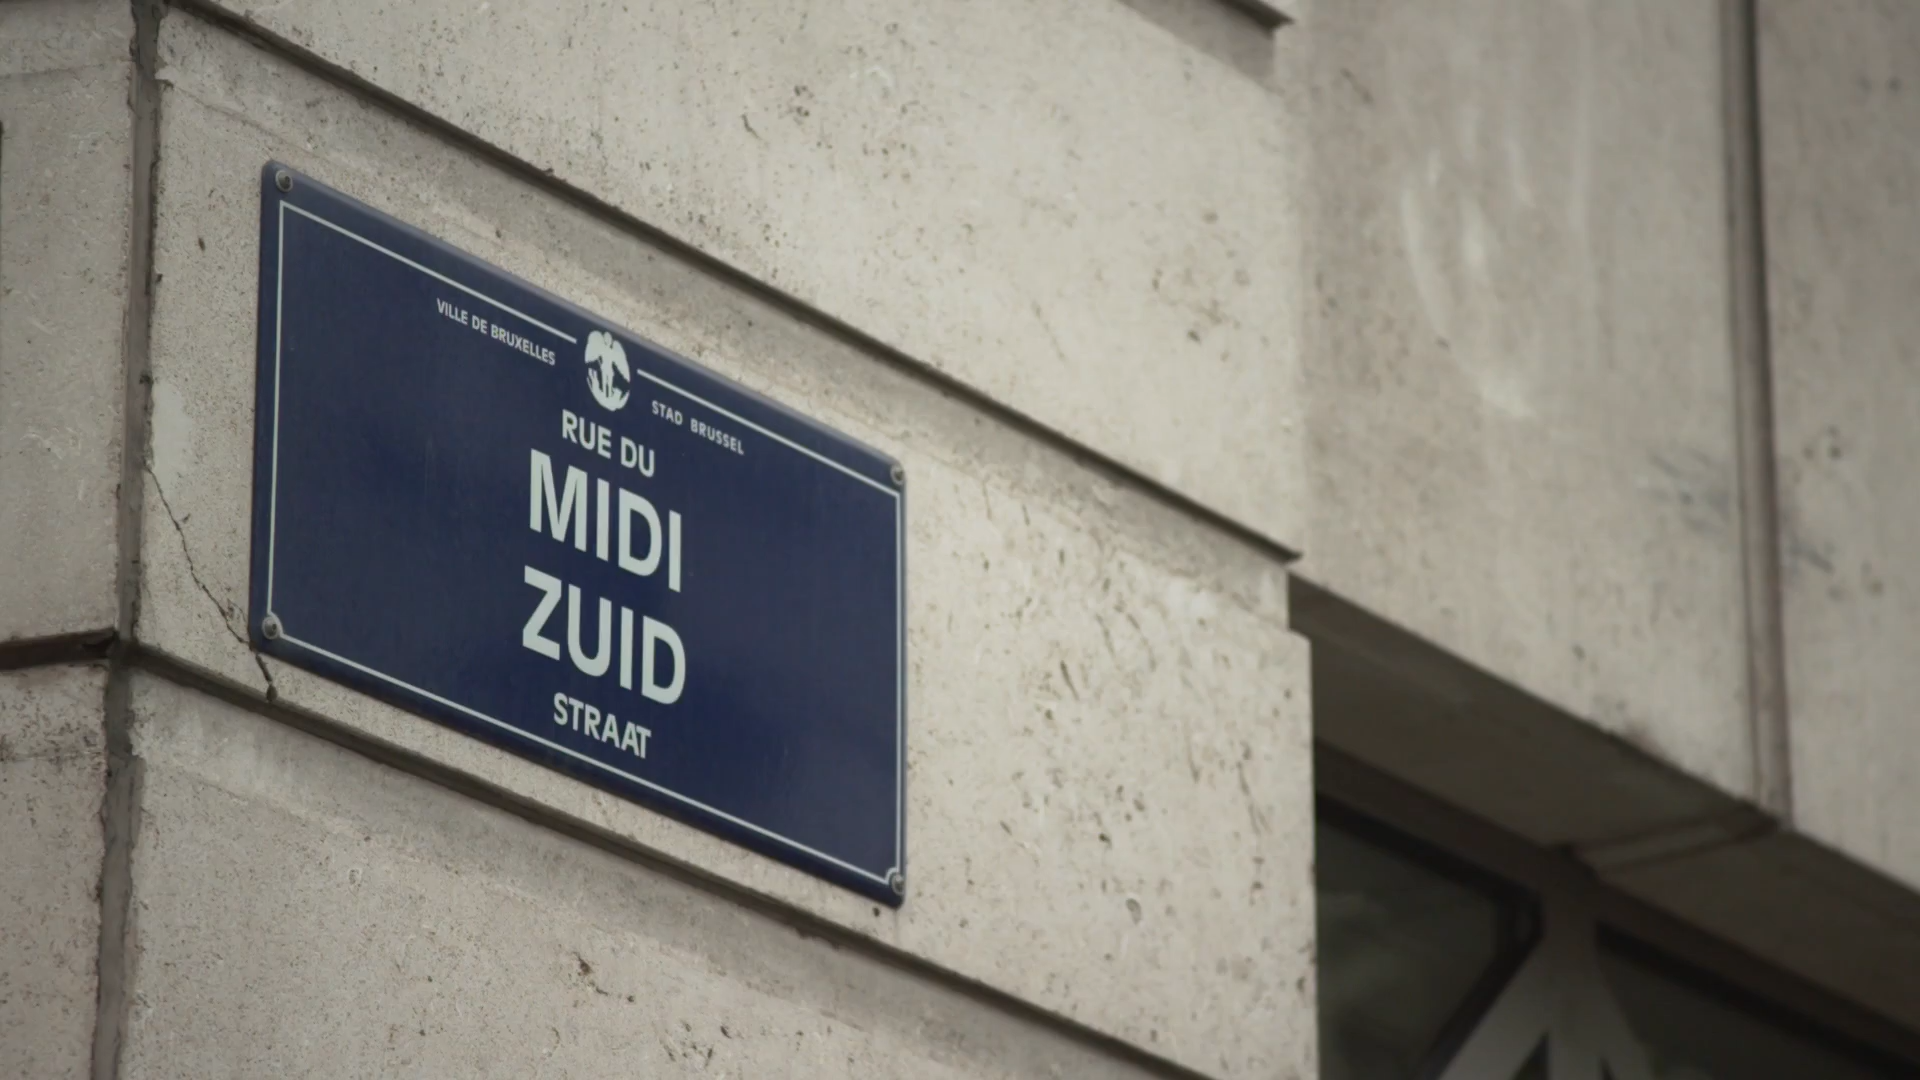 VILLE DE BRUXELLES
STAD BRUSSEL
RUE DU
MIDI
ZUID
STRAAT